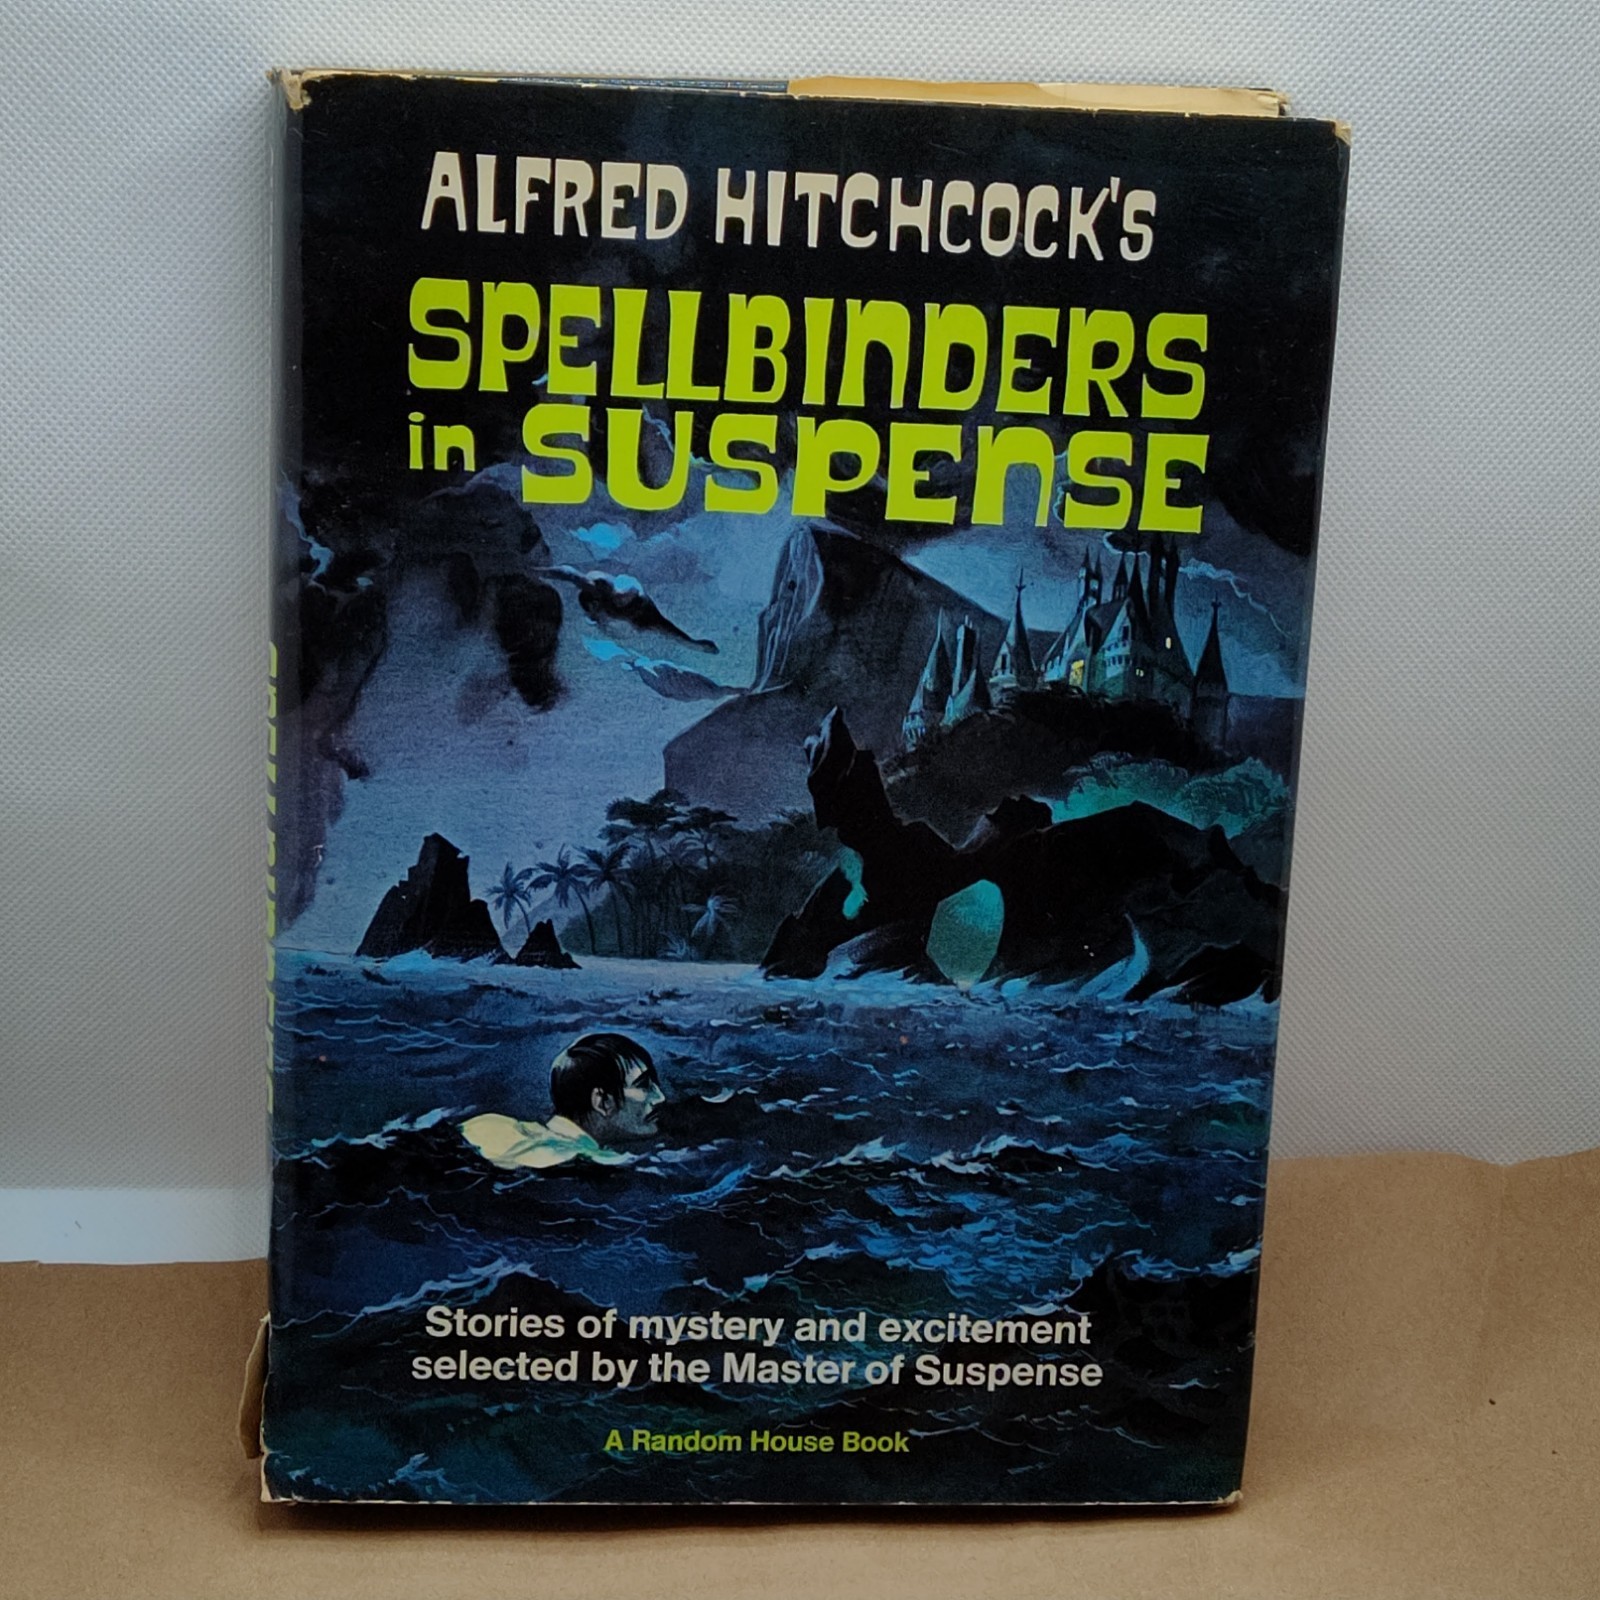 ALFRED HITCHCOCK'S
SPELLBINDERS
in SUSPENSE
Stories of mystery and excitement
selected by the Master of Suspense
A Random House Book